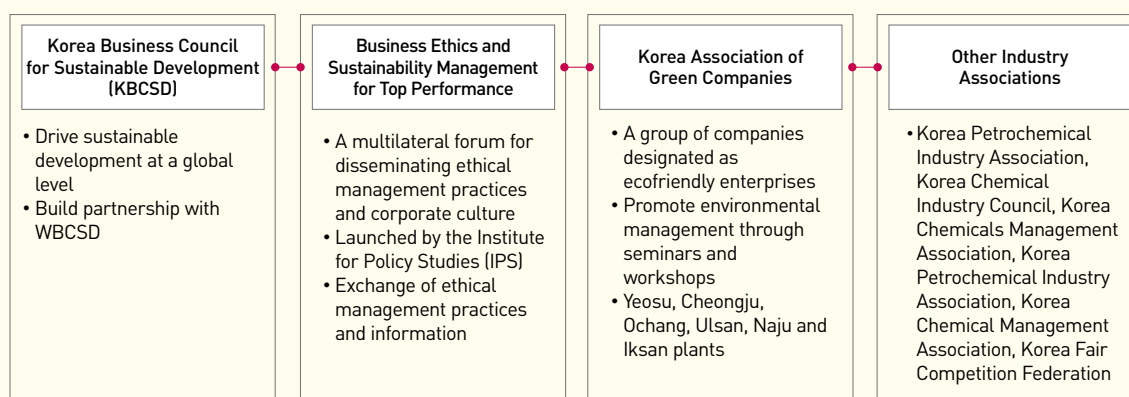 Korea Business Council
for Sustainable Development
(KBCSD)
• Drive sustainable
development at a global
level
• Build partnership with
WBCSD
Business Ethics and
Sustainability Management
for Top Performance
• A multilateral forum for
disseminating ethical
management practices
and corporate culture
• Launched by the Institute
for Policy Studies (IPS)
• Exchange of ethical
management practices
and information
Korea Association of
Green Companies
• A group of companies
designated as
ecofriendly enterprises
• Promote environmental
management through
seminars and
workshops
• Yeosu, Cheongju,
Ochang, Ulsan, Naju and
Iksan plants
Other Industry
Associations
• Korea Petrochemical
Industry Association,
Korea Chemical
Industry Council, Korea
Chemicals Management
Association, Korea
Petrochemical Industry
Association, Korea
Chemical Management
Association, Korea Fair
Competition Federation